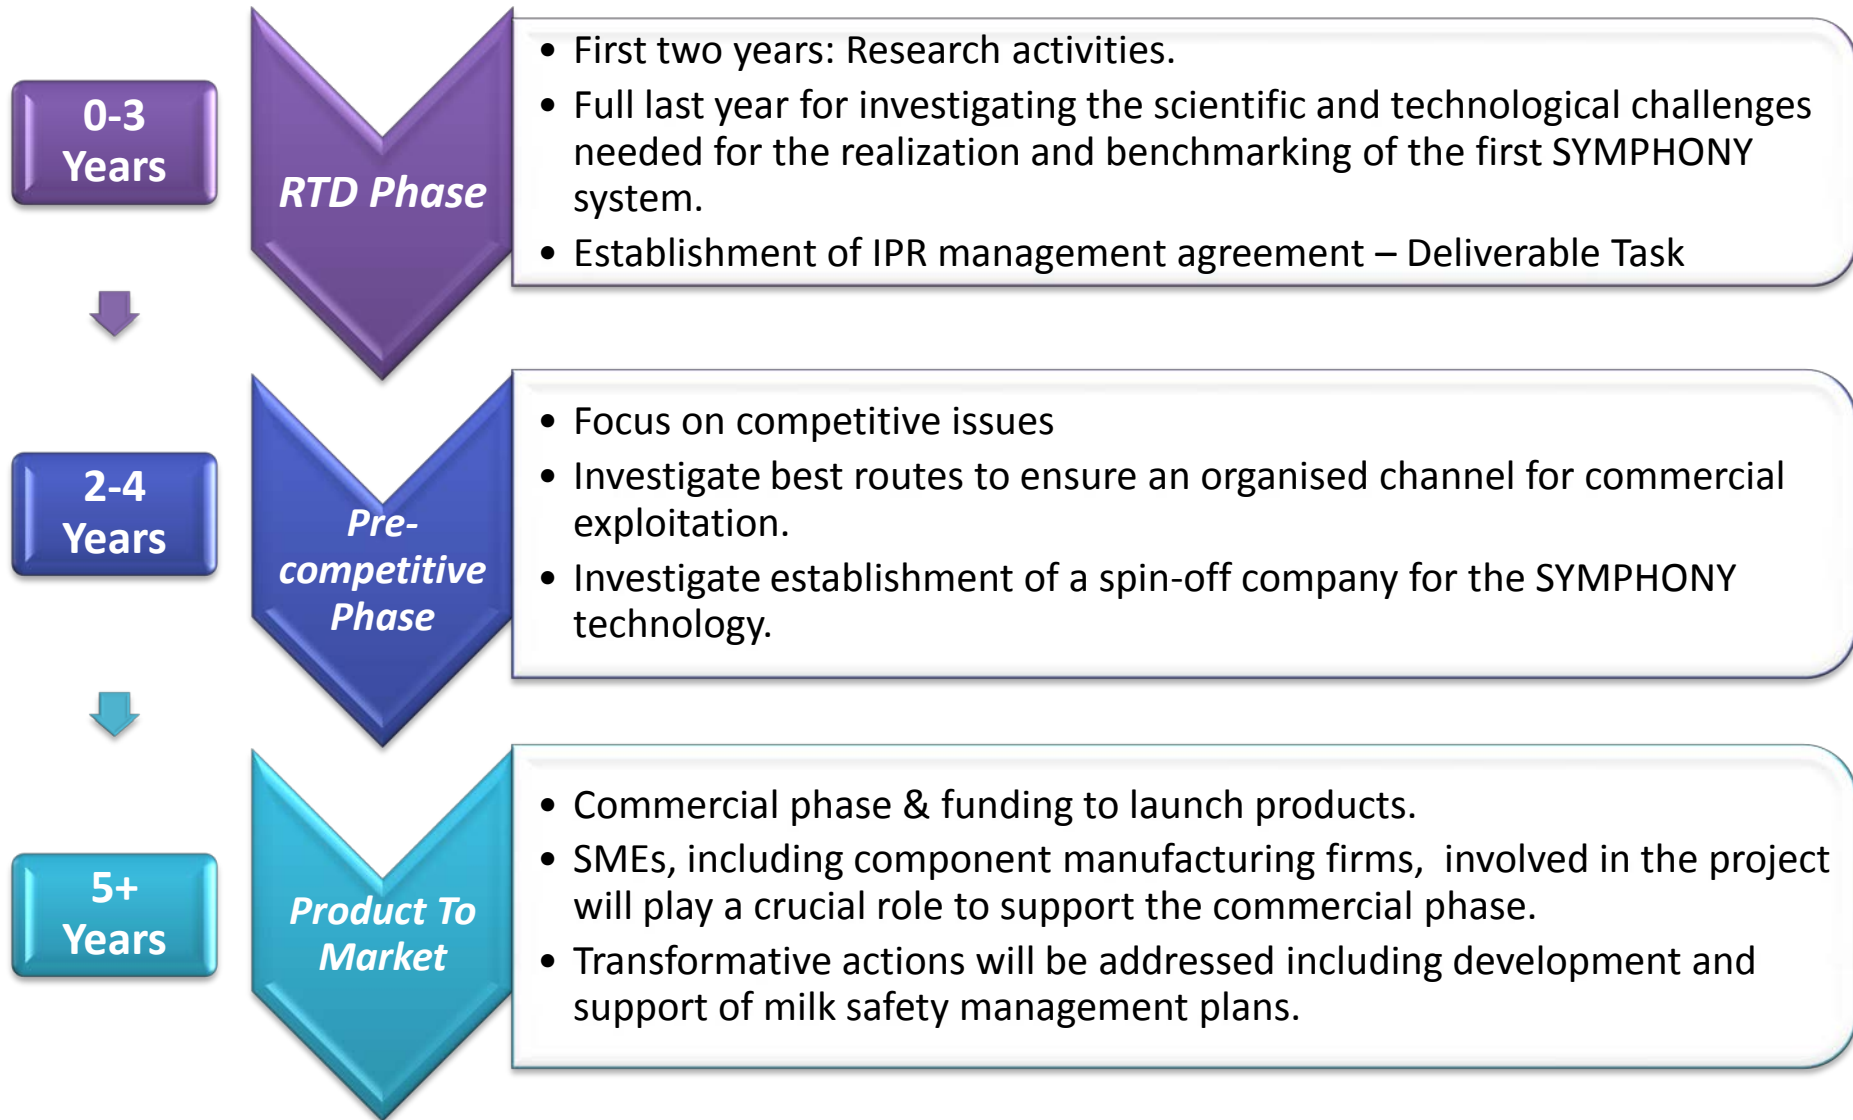 0-3
Years
RTD Phase
• First two years: Research activities.
• Full last year for investigating the scientific and technological challenges
needed for the realization and benchmarking of the first SYMPHONY
system.
• Establishment of IPR management agreement – Deliverable Task
2-4
Years
Pre-
competitive
Phase
• Focus on competitive issues
• Investigate best routes to ensure an organised channel for commercial
exploitation.
• Investigate establishment of a spin-off company for the SYMPHONY
technology.
5+
Years
Product To
Market
• Commercial phase & funding to launch products.
• SMEs, including component manufacturing firms, involved in the project
will play a crucial role to support the commercial phase.
• Transformative actions will be addressed including development and
support of milk safety management plans.